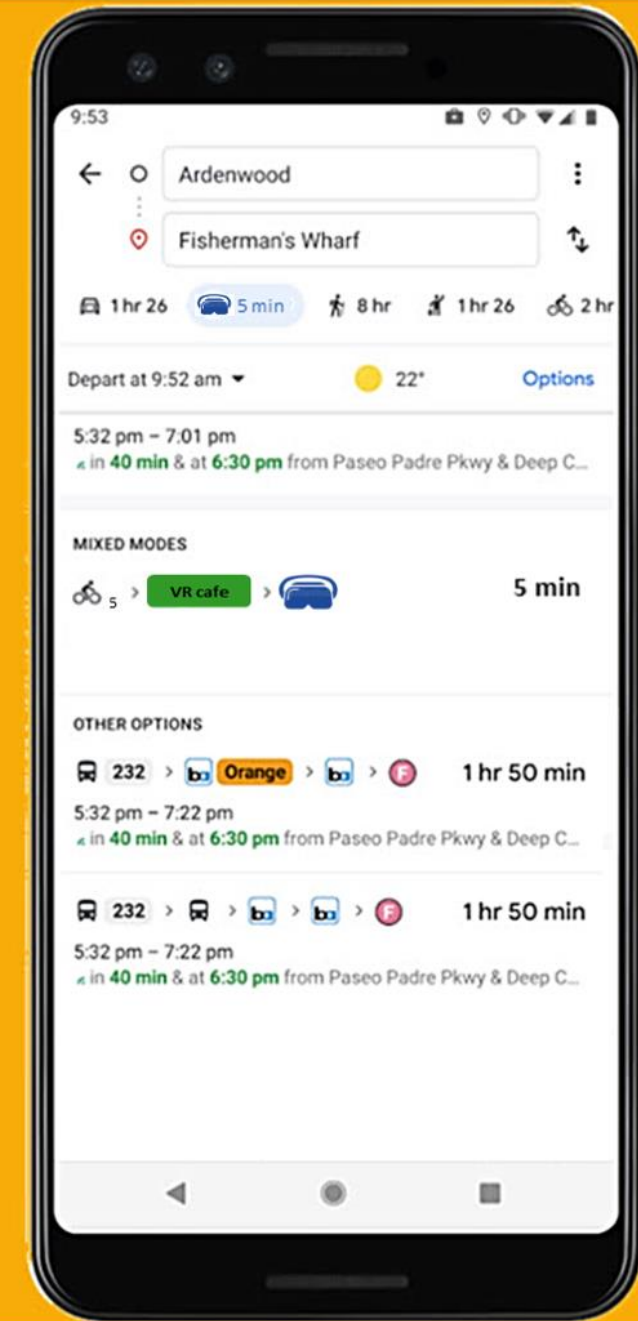 9:53
Ardenwood
Fisherman's Wharf
1 hr 26 5 min 8 hr 1 hr 26 2 hr
Depart at 9:52 am 22° Options
5:32 pm – 7:01 pm
in 40 min & at 6:30 pm from Paseo Padre Pkwy & Deep C...
MIXED MODES
5 > VR cafe > 5 min
OTHER OPTIONS
232 > ba Orange > ba > F 1 hr 50 min
5:32 pm – 7:22 pm
in 40 min & at 6:30 pm from Paseo Padre Pkwy & Deep C...
232 > > ba > ba > F 1 hr 50 min
5:32 pm – 7:22 pm
in 40 min & at 6:30 pm from Paseo Padre Pkwy & Deep C...